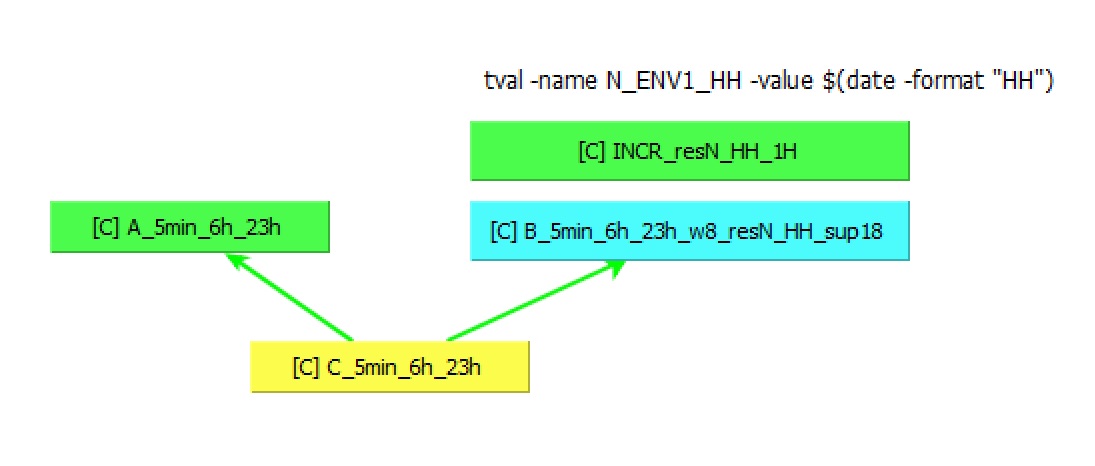 tval -name N_ENV1_HH -value $(date -format "HH")
[C] INCR_resN_HH_1H
[C] A_5min_6h_23h
[C] B_5min_6h_23h_w8_resN_HH_sup18
[C] C_5min_6h_23h